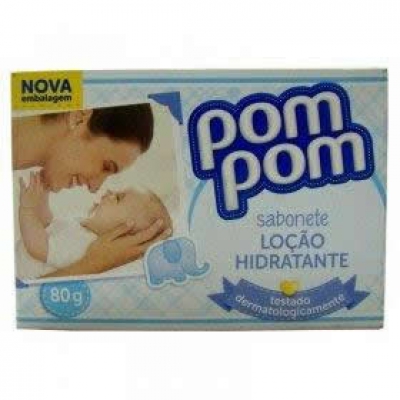 NOVA
embalagem
pom
pom
sabonete
LOÇÃO
HIDRATANTE
testado
dermatologicamente
80g